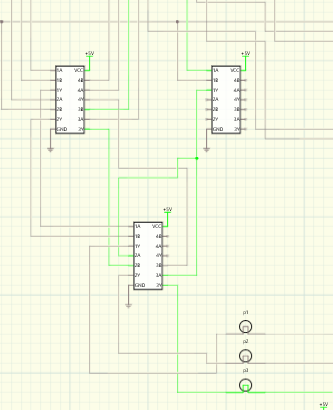 +5V +5V
1A VCC 1A VCC
1B 4B 1B 4B
1Y 4A 1Y 4A
2A 4Y 2A 4Y
2B 3B 2B 3B
2Y 3A 2Y 3A
GND 3Y GND 3Y
+5V
1A VCC
1B 4B
1Y 4A
2A 4Y
2B 3B
2Y 3A
GND 3Y
p1
p2
p3
+5V